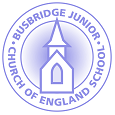 · BUSBRIDGE JUNIOR ·
CHURCH OF ENGLAND SCHOOL